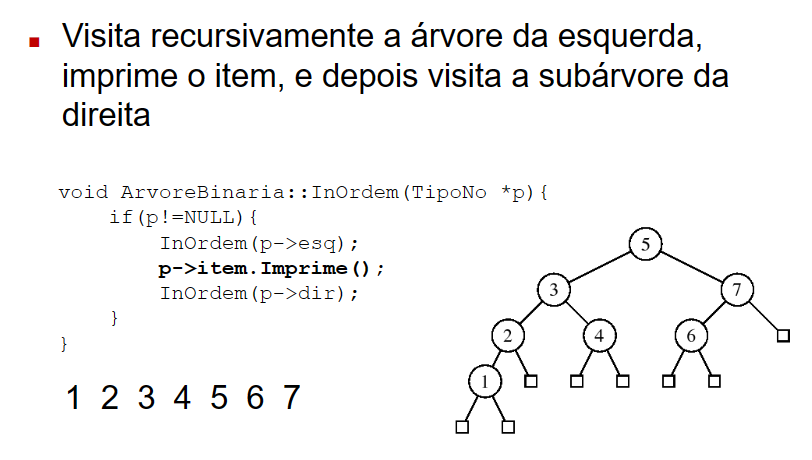 Visita recursivamente a árvore da esquerda,
imprime o item, e depois visita a subárvore da
direita
void ArvoreBinaria::InOrdem(TipoNo *p){
if(p!=NULL){
InOrdem(p->esq);
p->item.Imprime();
InOrdem(p->dir);
}
}
1 2 3 4 5 6 7
5
3 7
2 4 6
1